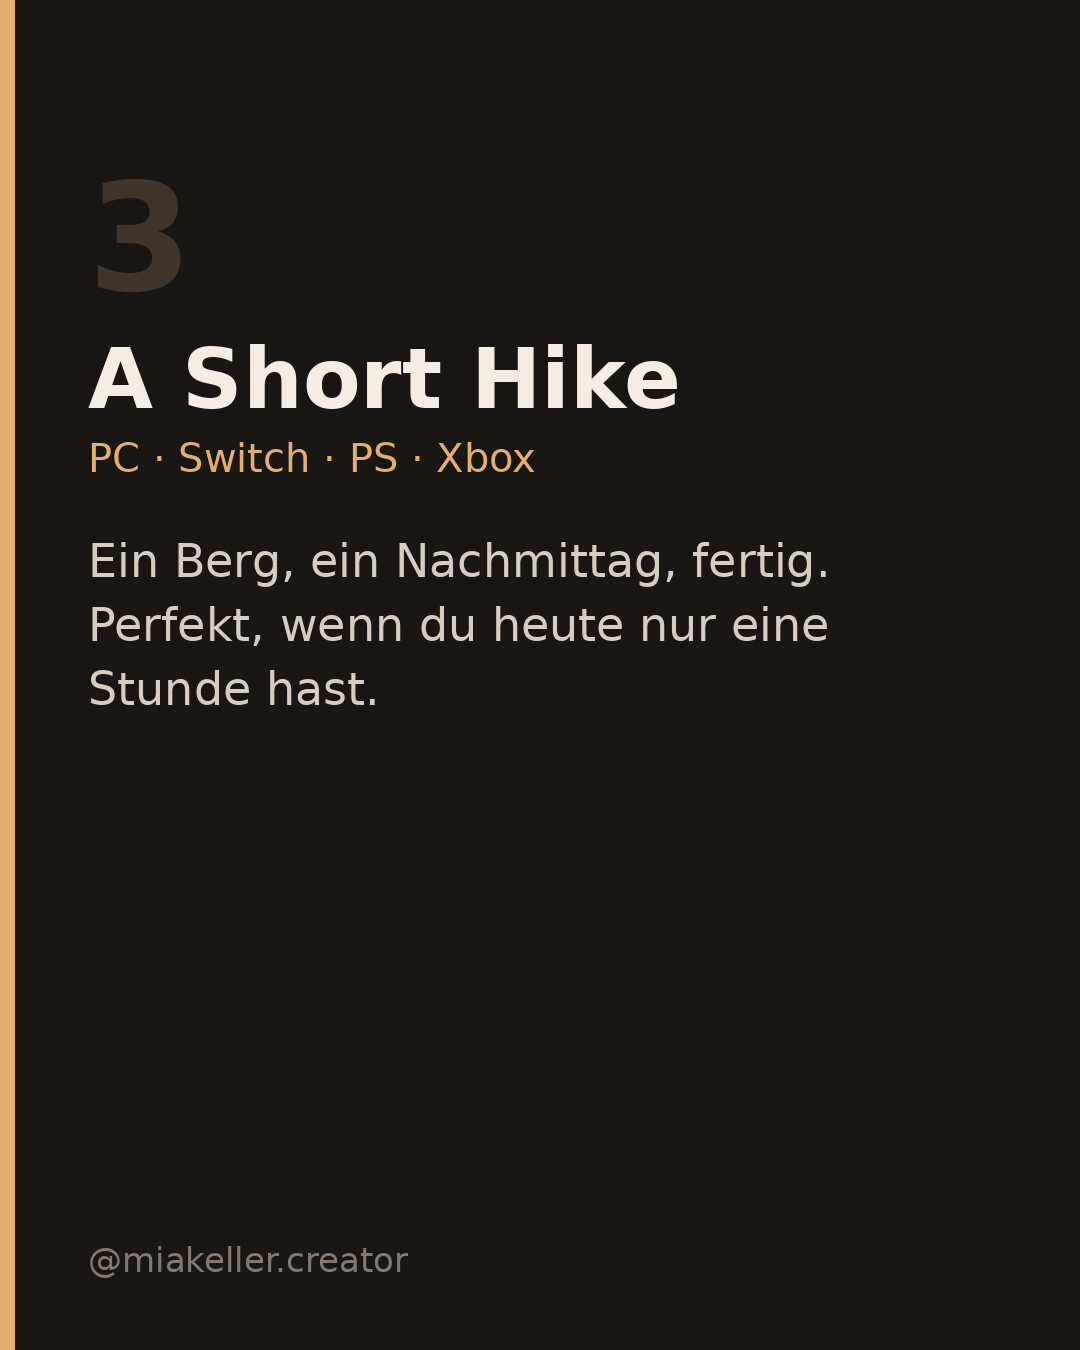 3
A Short Hike
PC · Switch · PS · Xbox
Ein Berg, ein Nachmittag, fertig.
Perfekt, wenn du heute nur eine
Stunde hast.
@miakeller.creator